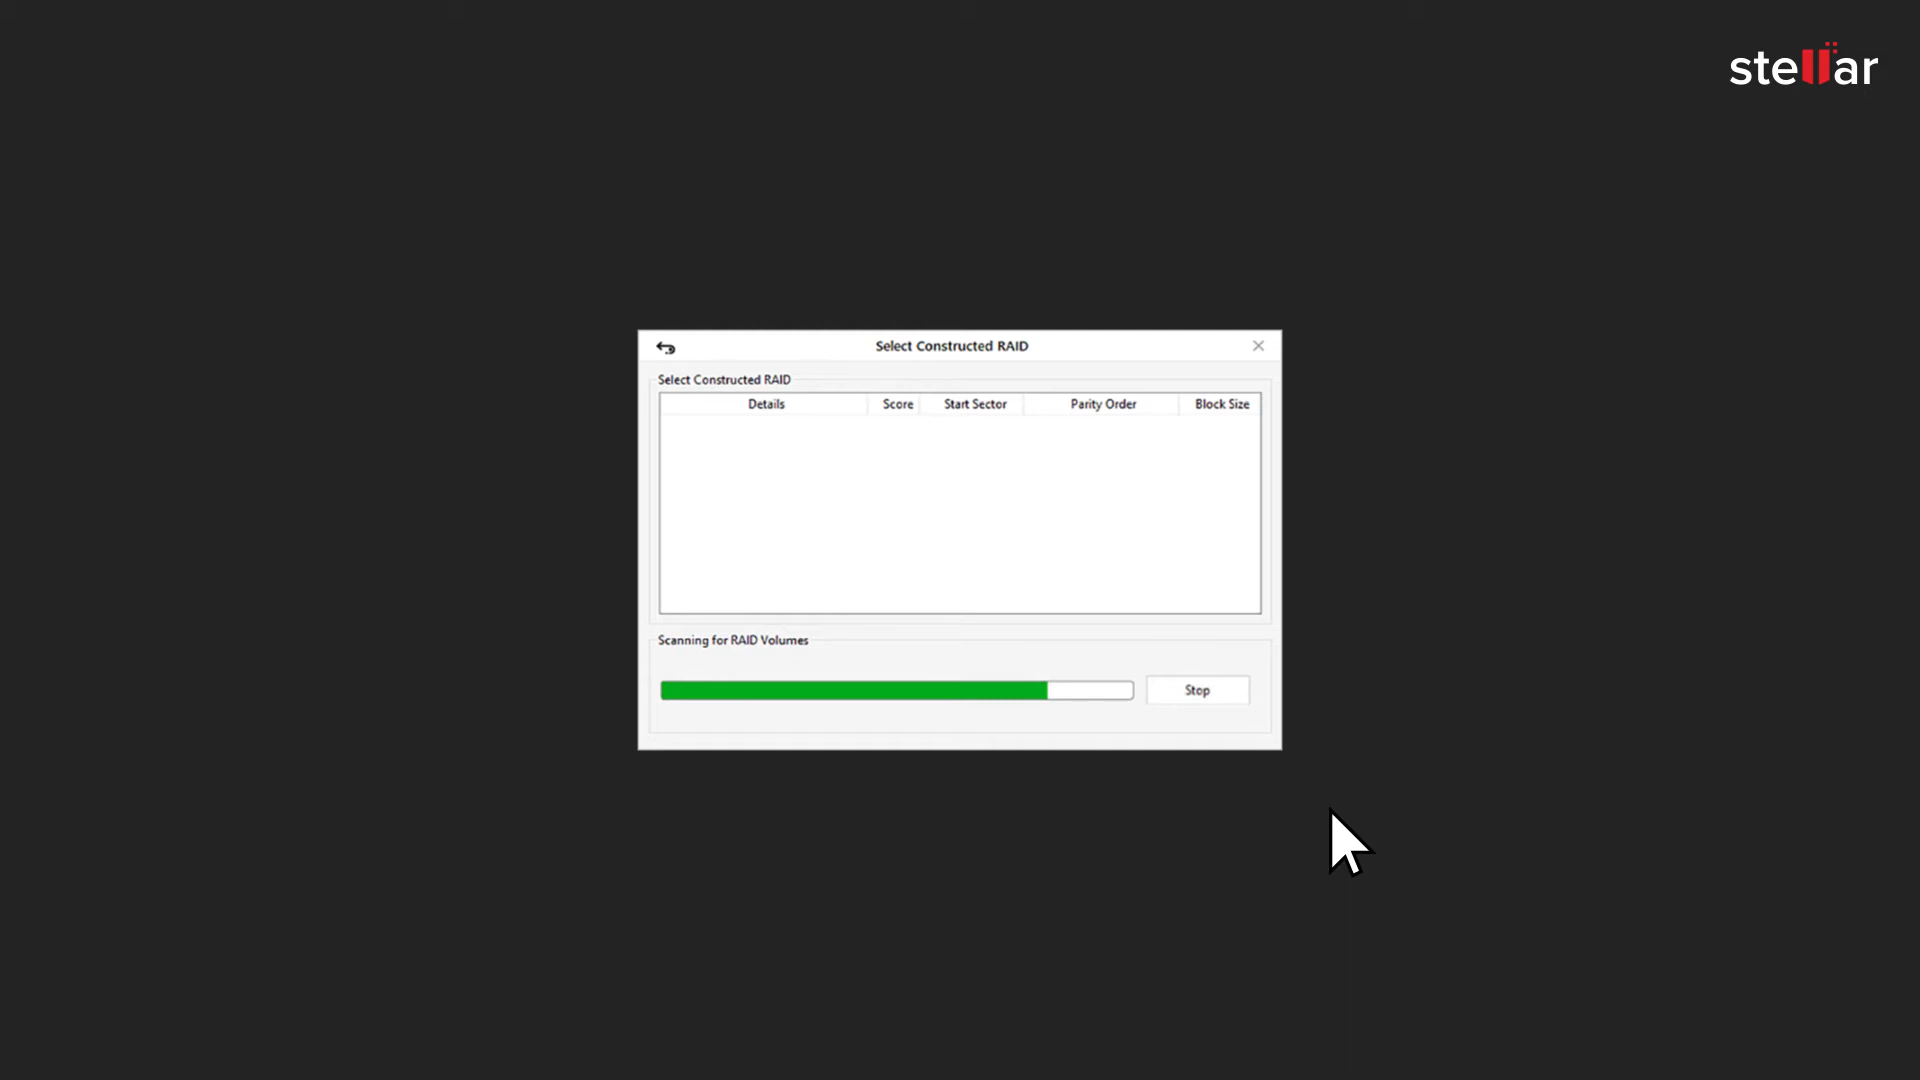 stellar
Select Constructed RAID
Select Constructed RAID
Details Score Start Sector Parity Order Block Size
Scanning for RAID Volumes
Stop